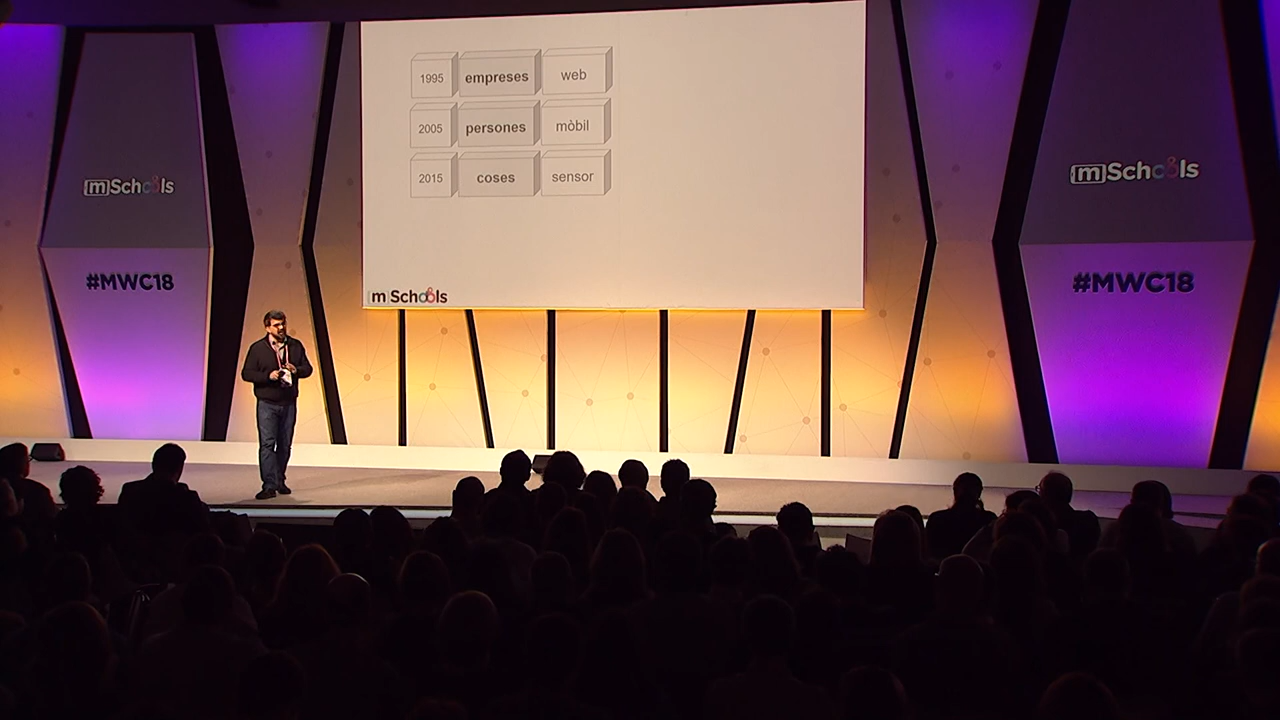 1995 empreses web
2005 persones mòbil
2015 coses sensor
mSchools
mSchools
#MWC18
mSchools
#MWC18